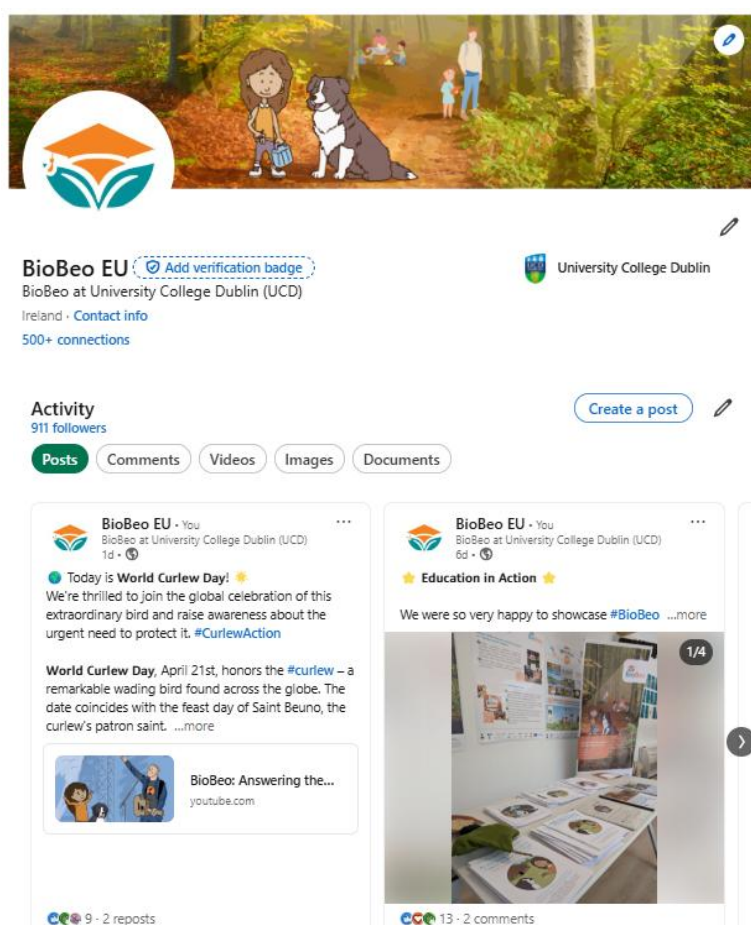 BioBeo EU
Add verification badge
BioBeo at University College Dublin (UCD)
Ireland · Contact info
500+ connections
UCD
University College Dublin
Activity
911 followers
Create a post
Posts
Comments
Videos
Images
Documents
BioBeo EU · You
BioBeo at University College Dublin (UCD)
1d ·
Today is World Curlew Day!
We're thrilled to join the global celebration of this
extraordinary bird and raise awareness about the
urgent need to protect it. #CurlewAction
World Curlew Day, April 21st, honors the #curlew – a
remarkable wading bird found across the globe. The
date coincides with the feast day of Saint Beuno, the
curlew's patron saint. ...more
BioBeo: Answering the...
youtube.com
9 · 2 reposts
BioBeo EU · You
BioBeo at University College Dublin (UCD)
6d ·
Education in Action
We were so very happy to showcase #BioBeo ...more
1/4
13 · 2 comments